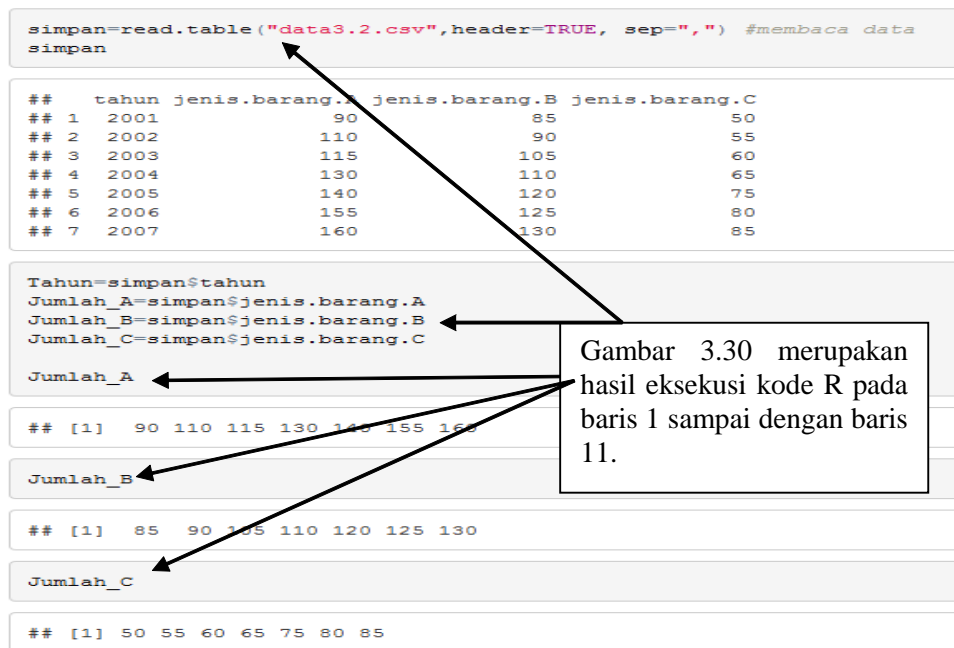 simpan=read.table("data3.2.csv",header=TRUE, sep=",") #membaca data
simpan
##   tahun jenis.barang.A jenis.barang.B jenis.barang.C
## 1  2001             90             85             50
## 2  2002            110             90             55
## 3  2003            115            105             60
## 4  2004            130            110             65
## 5  2005            140            120             75
## 6  2006            155            125             80
## 7  2007            160            130             85
Tahun=simpan$tahun
Jumlah_A=simpan$jenis.barang.A
Jumlah_B=simpan$jenis.barang.B
Jumlah_C=simpan$jenis.barang.C
Jumlah_A
## [1]  90 110 115 130 140 155 160
Jumlah_B
## [1]  85  90 105 110 120 125 130
Jumlah_C
## [1] 50 55 60 65 75 80 85
Gambar 3.30 merupakan
hasil eksekusi kode R pada
baris 1 sampai dengan baris
11.